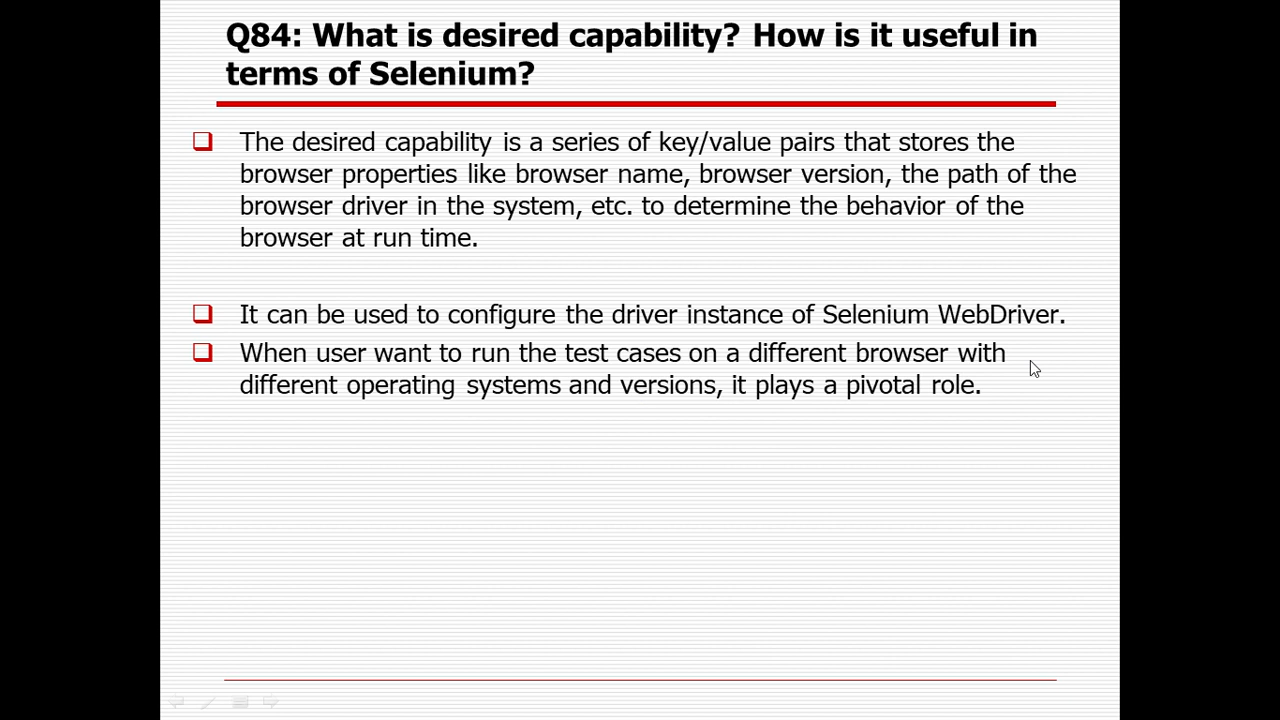 Q84: What is desired capability? How is it useful in
terms of Selenium?
The desired capability is a series of key/value pairs that stores the
browser properties like browser name, browser version, the path of the
browser driver in the system, etc. to determine the behavior of the
browser at run time.
It can be used to configure the driver instance of Selenium WebDriver.
When user want to run the test cases on a different browser with
different operating systems and versions, it plays a pivotal role.